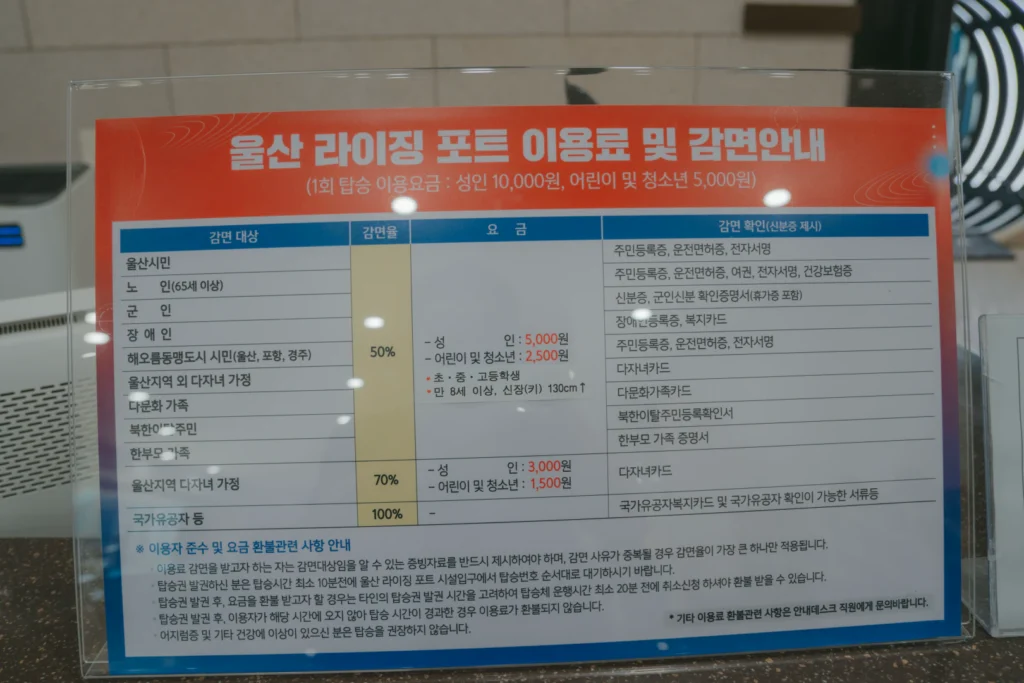 울산 라이징 포트 이용료 및 감면안내
(1회 탑승 이용요금 : 성인 10,000원, 어린이 및 청소년 5,000원)
감면 대상 감면율 요 금 감면 확인(신분증 제시)
울산시민 주민등록증, 운전면허증, 전자서명
노 인(65세 이상) 주민등록증, 운전면허증, 여권, 전자서명, 건강보험증
군 인 신분증, 군인신분 확인증명서(휴가증 포함)
장 애 인 장애인등록증, 복지카드
해오름동맹도시 시민(울산, 포항, 경주) 주민등록증, 운전면허증, 전자서명
울산지역 외 다자녀 가정 다자녀카드
다문화 가족 다문화가족카드
북한이탈주민 북한이탈주민등록확인서
한부모 가족 한부모 가족 증명서
50%
– 성 인 : 5,000원
– 어린이 및 청소년 : 2,500원
* 초 · 중 · 고등학생
* 만 8세 이상, 신장(키) 130cm↑
울산지역 다자녀 가정 70% – 성 인 : 3,000원 다자녀카드
– 어린이 및 청소년 : 1,500원
국가유공자 등 100% – 국가유공자복지카드 및 국가유공자 확인이 가능한 서류등
※ 이용자 준수 및 요금 환불관련 사항 안내
· 이용료 감면을 받고자 하는 자는 감면대상임을 알 수 있는 증빙자료를 반드시 제시하여야 하며, 감면 사유가 중복될 경우 감면율이 가장 큰 하나만 적용됩니다.
· 탑승권 발권하신 분은 탑승시간 최소 10분전에 울산 라이징 포트 시설입구에서 탑승번호 순서대로 대기하시기 바랍니다.
· 탑승권 발권 후, 요금을 환불 받고자 할 경우는 타인의 탑승권 발권 시간을 고려하여 탑승체 운행시간 최소 20분 전에 취소신청 하셔야 환불 받을 수 있습니다.
· 탑승권 발권 후, 이용자가 해당 시간에 오지 않아 탑승 시간이 경과한 경우 이용료가 환불되지 않습니다.
· 어지럼증 및 기타 건강에 이상이 있으신 분은 탑승을 권장하지 않습니다.
* 기타 이용료 환불관련 사항은 안내데스크 직원에게 문의바랍니다.